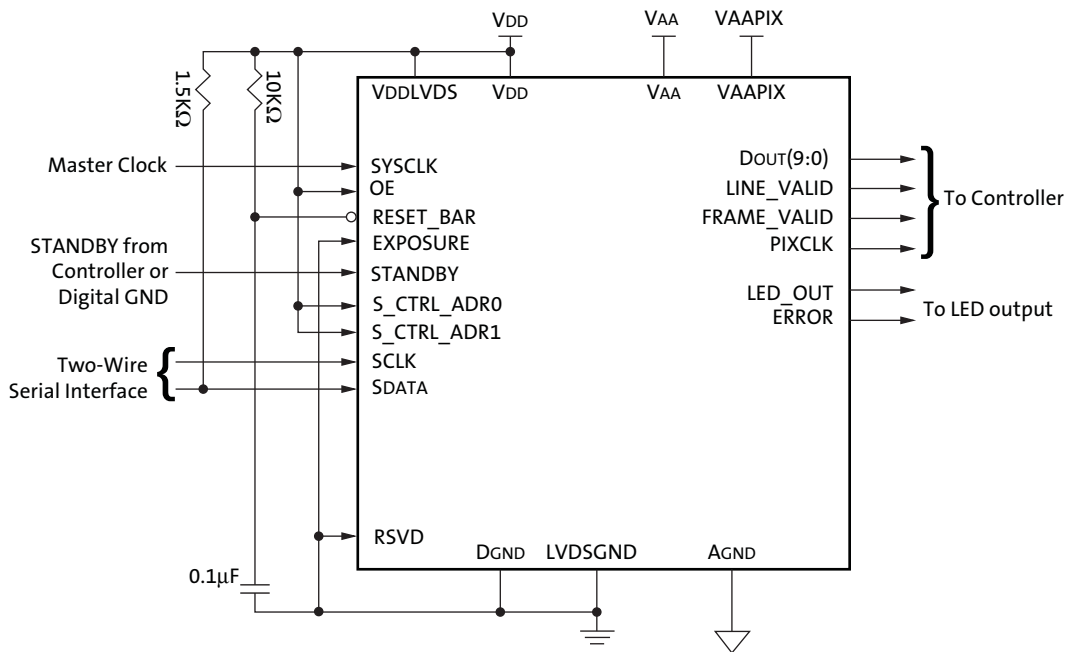 VDD
VAA
VAAPIX
1.5KΩ
10KΩ
VDDLVDS
VDD
VAA
VAAPIX
Master Clock
SYSCLK
OE
RESET_BAR
EXPOSURE
STANDBY from
Controller or
Digital GND
STANDBY
S_CTRL_ADR0
S_CTRL_ADR1
Two-Wire
Serial Interface
SCLK
SDATA
DOUT(9:0)
LINE_VALID
FRAME_VALID
PIXCLK
To Controller
LED_OUT
ERROR
To LED output
RSVD
DGND
LVDSGND
AGND
0.1μF